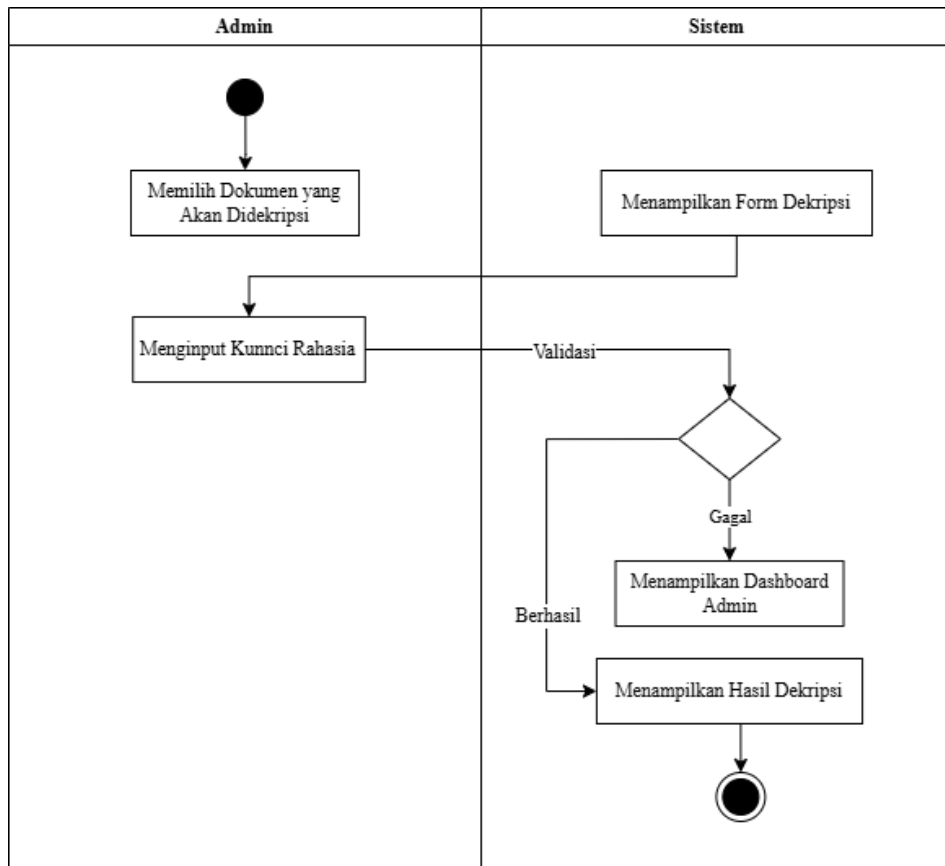 Admin
Sistem
Memilih Dokumen yang
Akan Didekripsi
Menampilkan Form Dekripsi
Menginput Kunnci Rahasia
Validasi
Gagal
Menampilkan Dashboard
Admin
Berhasil
Menampilkan Hasil Dekripsi